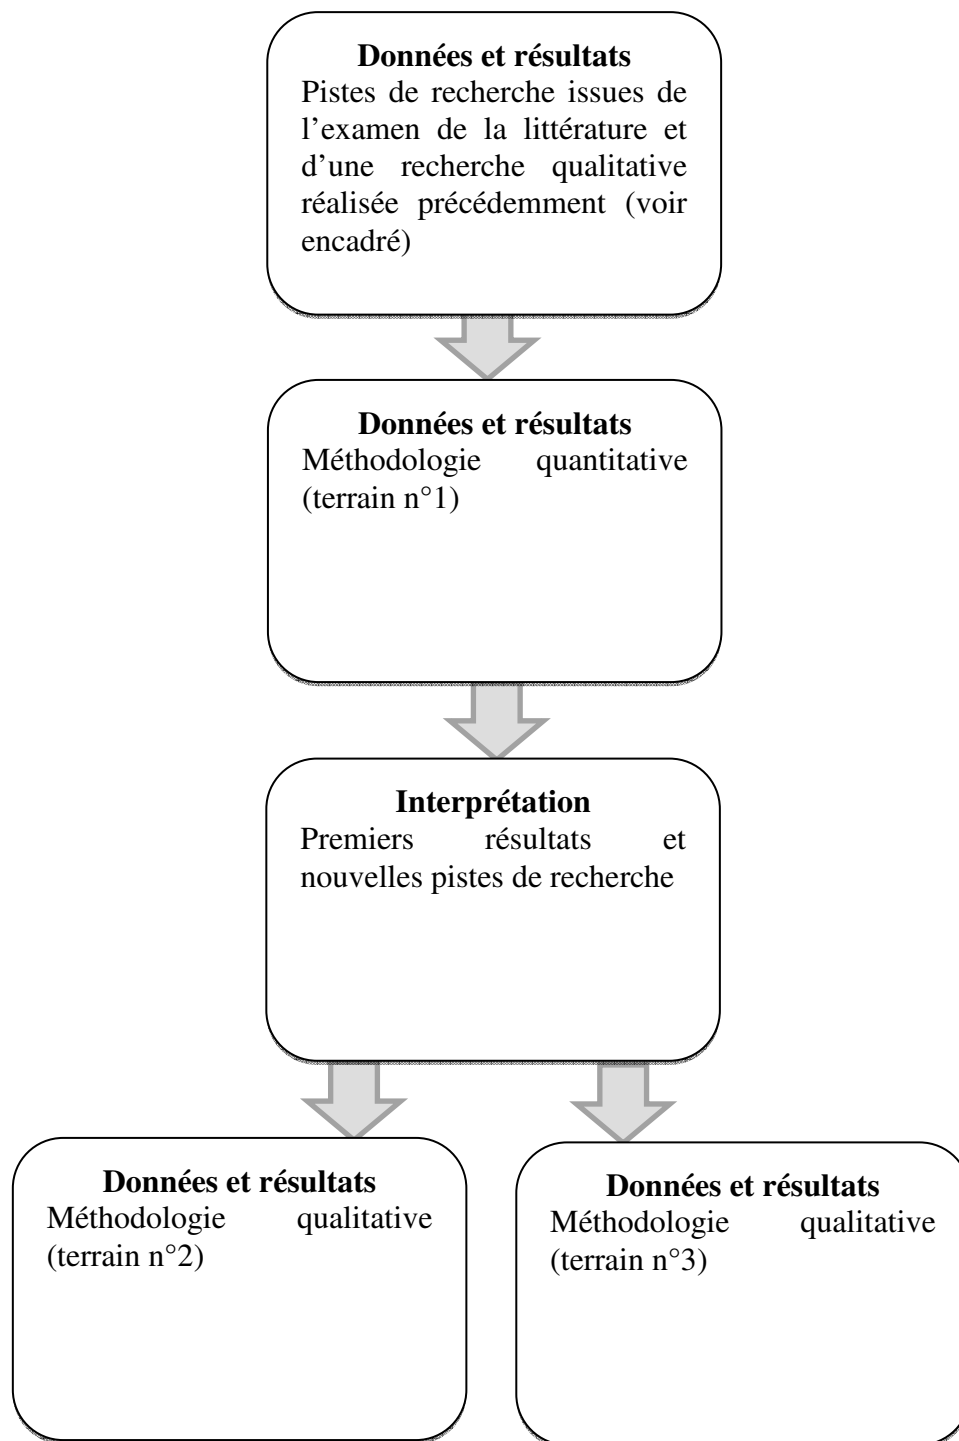 Données et résultats
Pistes de recherche issues de
l’examen de la littérature et
d’une recherche qualitative
réalisée précédemment (voir
encadré)
Données et résultats
Méthodologie quantitative
(terrain n°1)
Interprétation
Premiers résultats et
nouvelles pistes de recherche
Données et résultats
Méthodologie qualitative
(terrain n°2)
Données et résultats
Méthodologie qualitative
(terrain n°3)